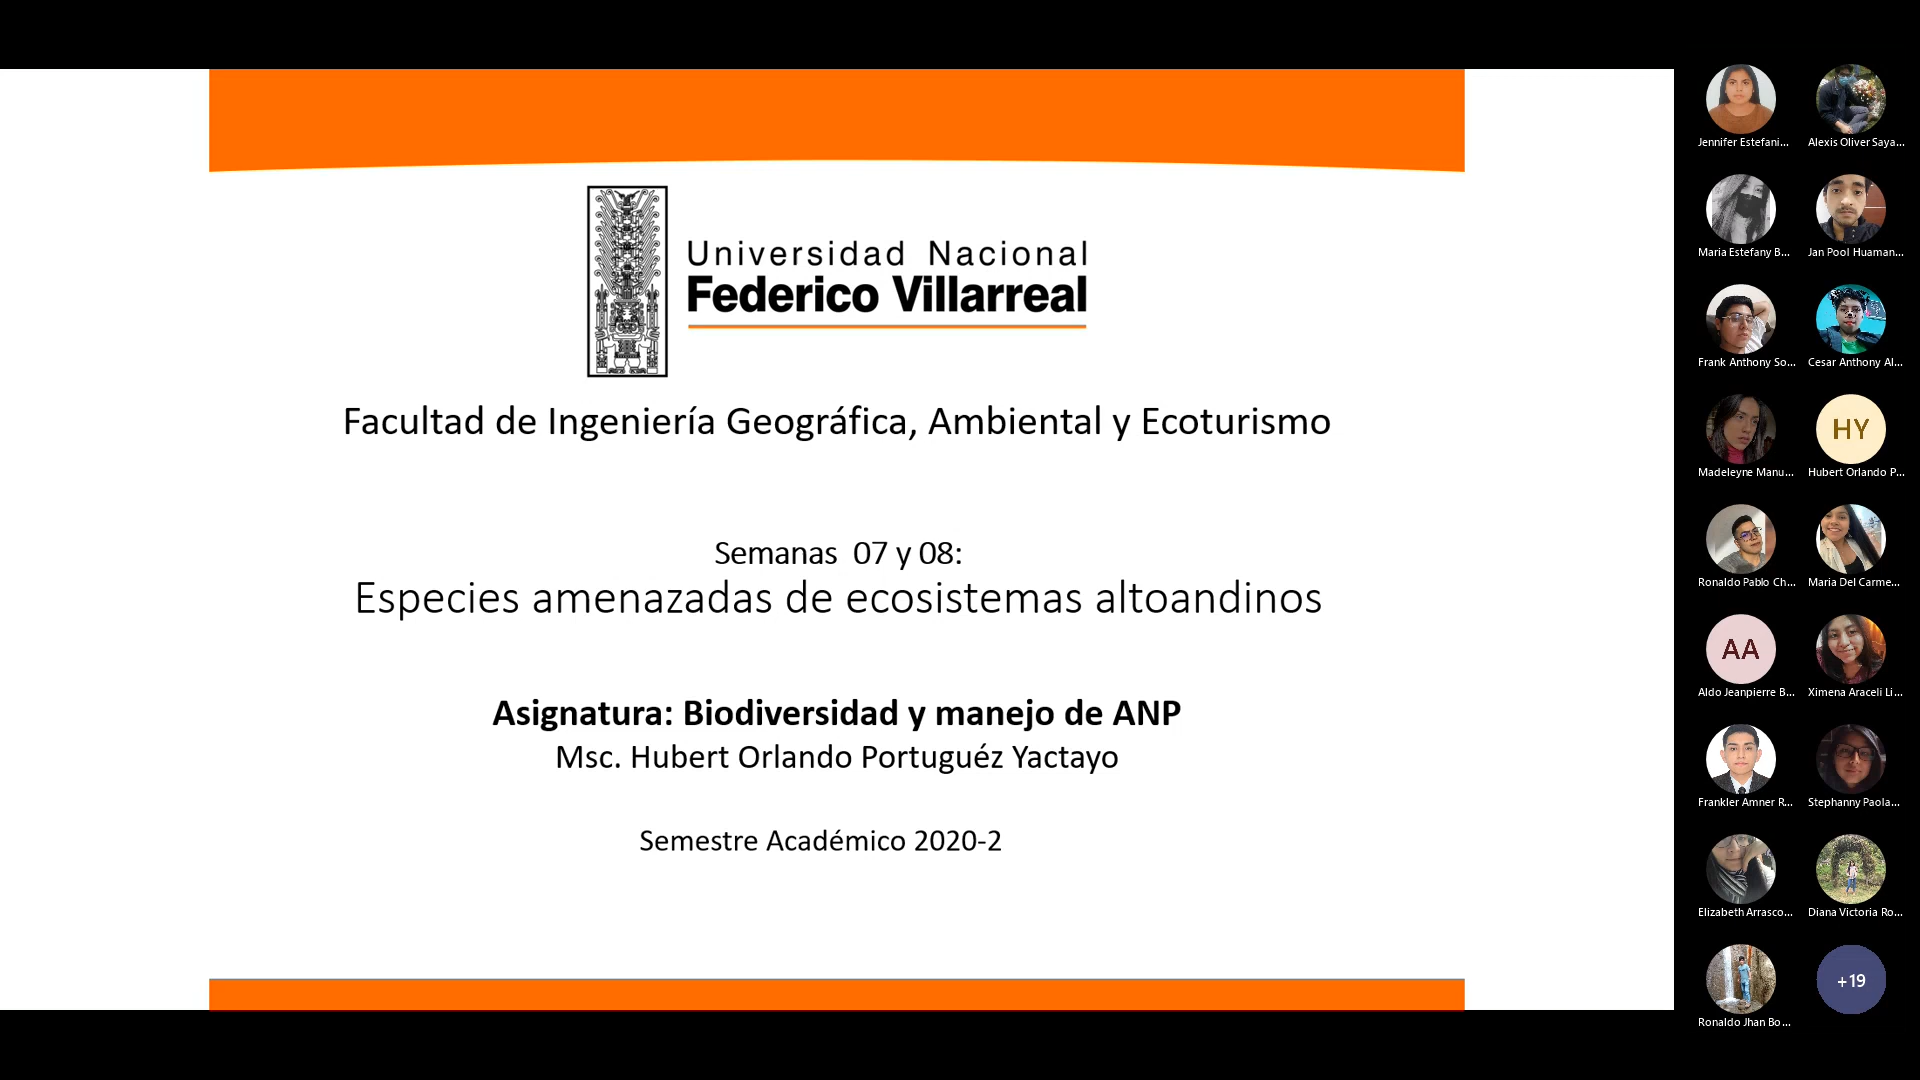 Universidad Nacional
Federico Villarreal
Facultad de Ingeniería Geográfica, Ambiental y Ecoturismo
Semanas 07 y 08:
Especies amenazadas de ecosistemas altoandinos
Asignatura: Biodiversidad y manejo de ANP
Msc. Hubert Orlando Portuguéz Yactayo
Semestre Académico 2020-2
Jennifer Estefani...
Alexis Oliver Saya...
Maria Estefany B...
Jan Pool Huaman...
Frank Anthony So...
Cesar Anthony Al...
Madeleyne Manu...
HY
Hubert Orlando P...
Ronaldo Pablo Ch...
Maria Del Carme...
AA
Aldo Jeanpierre B...
Ximena Araceli Li...
Frankler Amner R...
Stephanny Paola...
Elizabeth Arrasco...
Diana Victoria Ro...
Ronaldo Jhan Bo...
+19